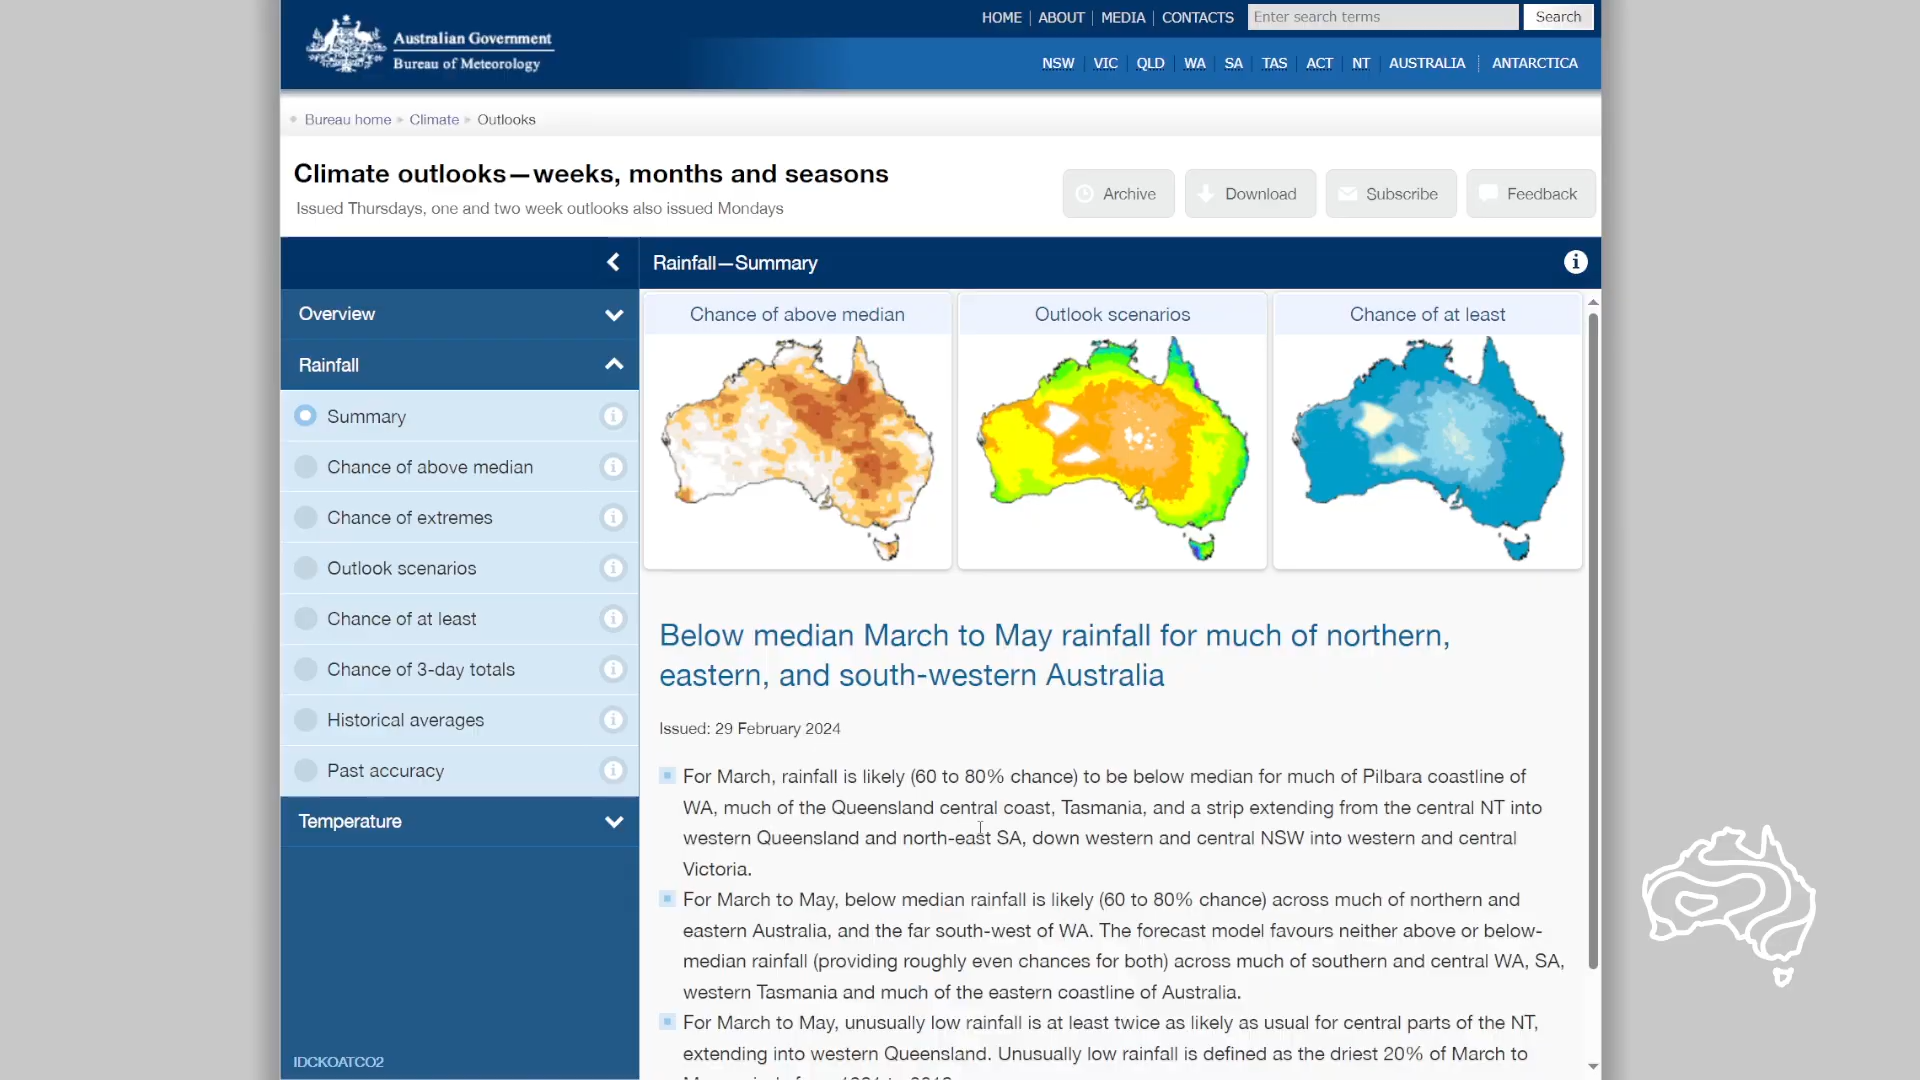 HOME
ABOUT
MEDIA
CONTACTS
Enter search terms
Search
Australian Government
Bureau of Meteorology
NSW
VIC
QLD
WA
SA
TAS
ACT
NT
AUSTRALIA
ANTARCTICA
Bureau home
Climate
Outlooks
Climate outlooks—weeks, months and seasons
Issued Thursdays, one and two week outlooks also issued Mondays
Archive
Download
Subscribe
Feedback
Overview
Rainfall
Summary
Chance of above median
Chance of extremes
Outlook scenarios
Chance of at least
Chance of 3-day totals
Historical averages
Past accuracy
Temperature
IDCKOATCO2
Rainfall—Summary
Chance of above median
Outlook scenarios
Chance of at least
Below median March to May rainfall for much of northern,
eastern, and south-western Australia
Issued: 29 February 2024
For March, rainfall is likely (60 to 80% chance) to be below median for much of Pilbara coastline of
WA, much of the Queensland central coast, Tasmania, and a strip extending from the central NT into
western Queensland and north-east SA, down western and central NSW into western and central
Victoria.
For March to May, below median rainfall is likely (60 to 80% chance) across much of northern and
eastern Australia, and the far south-west of WA. The forecast model favours neither above or below-
median rainfall (providing roughly even chances for both) across much of southern and central WA, SA,
western Tasmania and much of the eastern coastline of Australia.
For March to May, unusually low rainfall is at least twice as likely as usual for central parts of the NT,
extending into western Queensland. Unusually low rainfall is defined as the driest 20% of March to